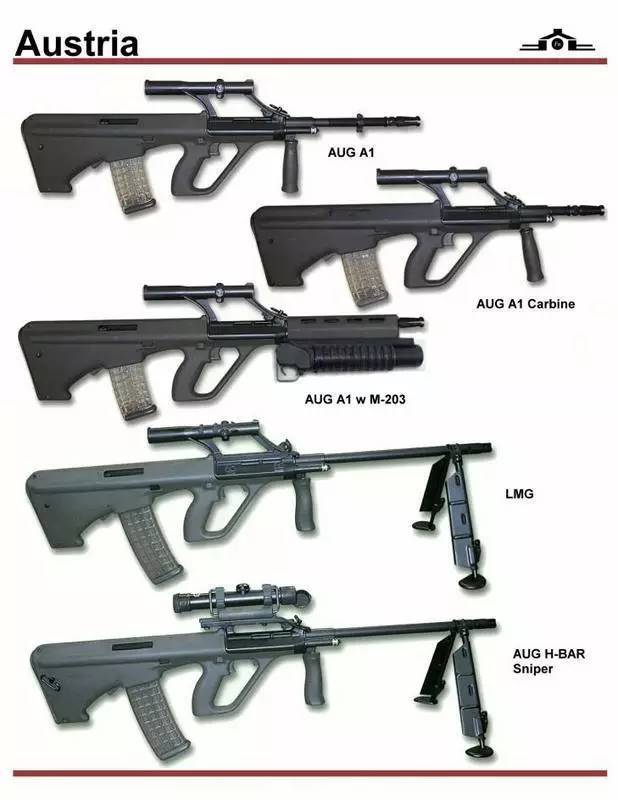 Austria
AUG A1
AUG A1 Carbine
AUG A1 w M-203
LMG
AUG H-BAR
Sniper